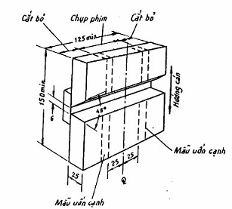 Cắt bỏ
Chụp phim
Cắt bỏ
125 min.
150 min.
Hướng cán
45°
6
Mẫu uốn cạnh
25
25
25
Mẫu uốn cạnh